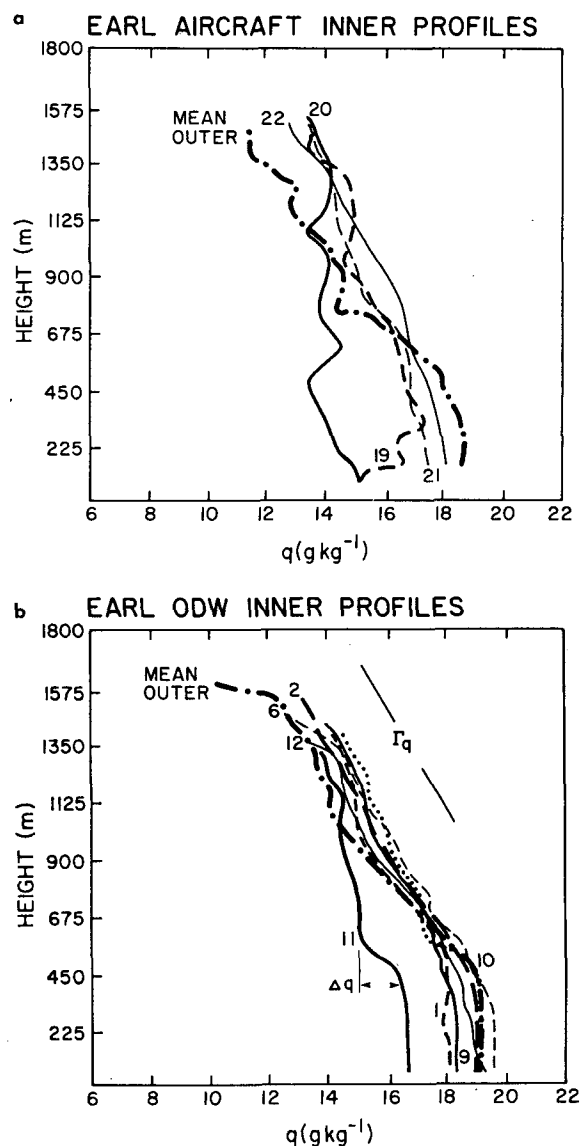 a EARL AIRCRAFT INNER PROFILES
1800
1575
1350
1125
900
675
450
225
HEIGHT (m)
MEAN
OUTER
22
20
19
21
6 8 10 12 14 16 18 20 22
q(g kg⁻¹)
b EARL ODW INNER PROFILES
1800
1575
1350
1125
900
675
450
225
HEIGHT (m)
MEAN
OUTER
2
6
12
Γq
11
10
Δq
1
9
6 8 10 12 14 16 18 20 22
q(g kg⁻¹)